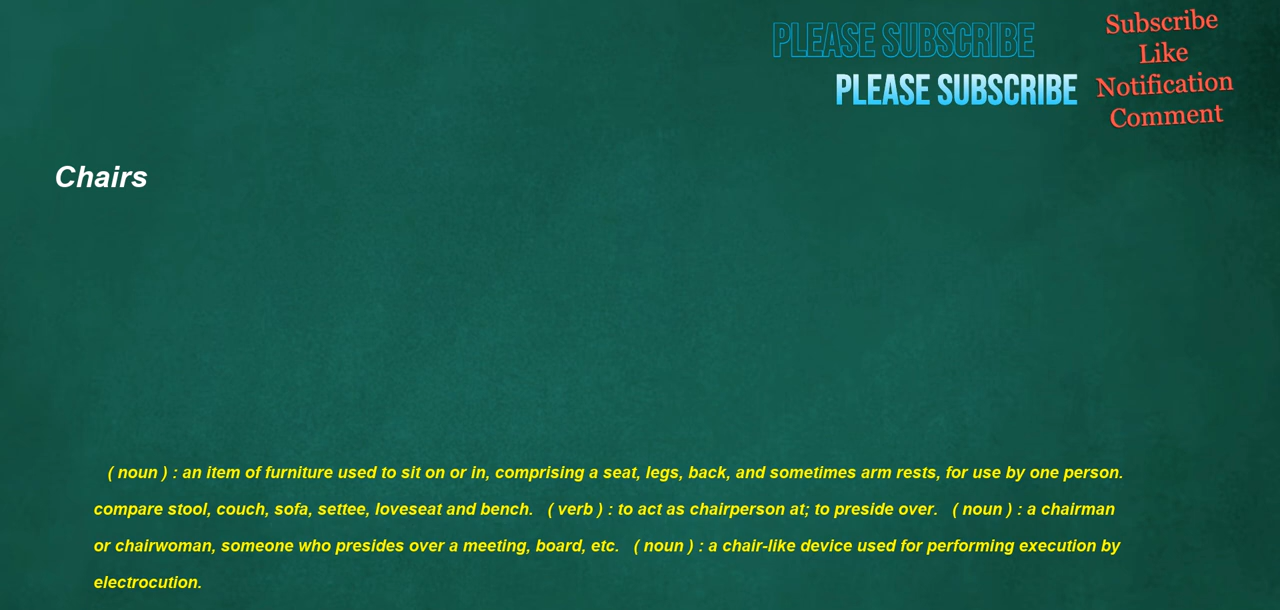 PLEASE SUBSCRIBE
PLEASE SUBSCRIBE
Subscribe
Like
Notification
Comment
Chairs
( noun ) : an item of furniture used to sit on or in, comprising a seat, legs, back, and sometimes arm rests, for use by one person.
compare stool, couch, sofa, settee, loveseat and bench. ( verb ) : to act as chairperson at; to preside over. ( noun ) : a chairman
or chairwoman, someone who presides over a meeting, board, etc. ( noun ) : a chair-like device used for performing execution by
electrocution.